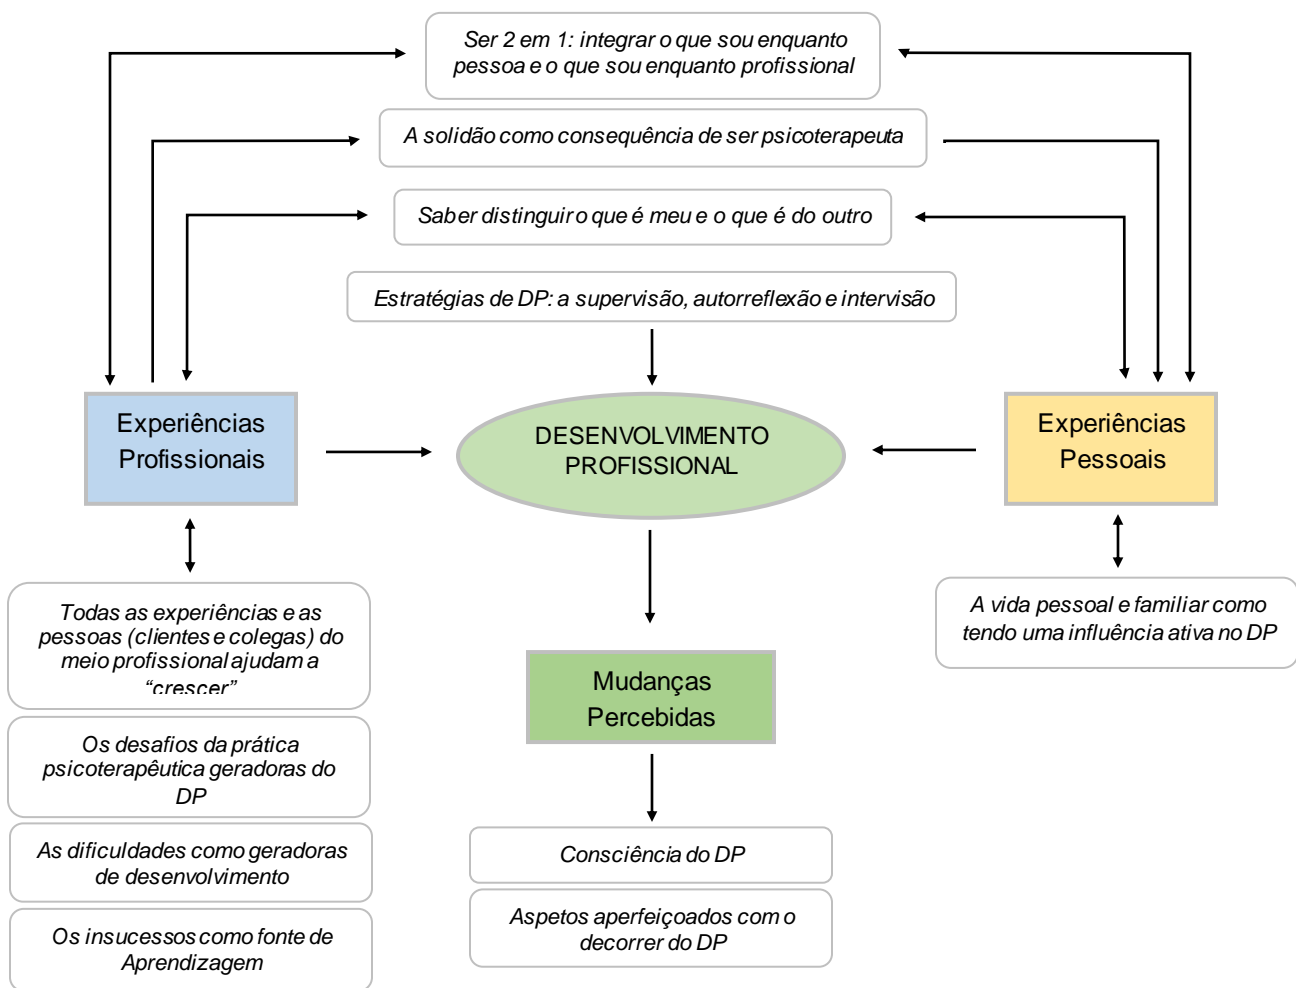 Ser 2 em 1: integrar o que sou enquanto
pessoa e o que sou enquanto profissional
A solidão como consequência de ser psicoterapeuta
Saber distinguir o que é meu e o que é do outro
Estratégias de DP: a supervisão, autorreflexão e intervisão
Experiências
Profissionais
DESENVOLVIMENTO
PROFISSIONAL
Experiências
Pessoais
Todas as experiências e as
pessoas (clientes e colegas) do
meio profissional ajudam a
“crescer”
A vida pessoal e familiar como
tendo uma influência ativa no DP
Mudanças
Percebidas
Os desafios da prática
psicoterapêutica geradoras do
DP
As dificuldades como geradoras
de desenvolvimento
Os insucessos como fonte de
Aprendizagem
Consciência do DP
Aspetos aperfeiçoados com o
decorrer do DP